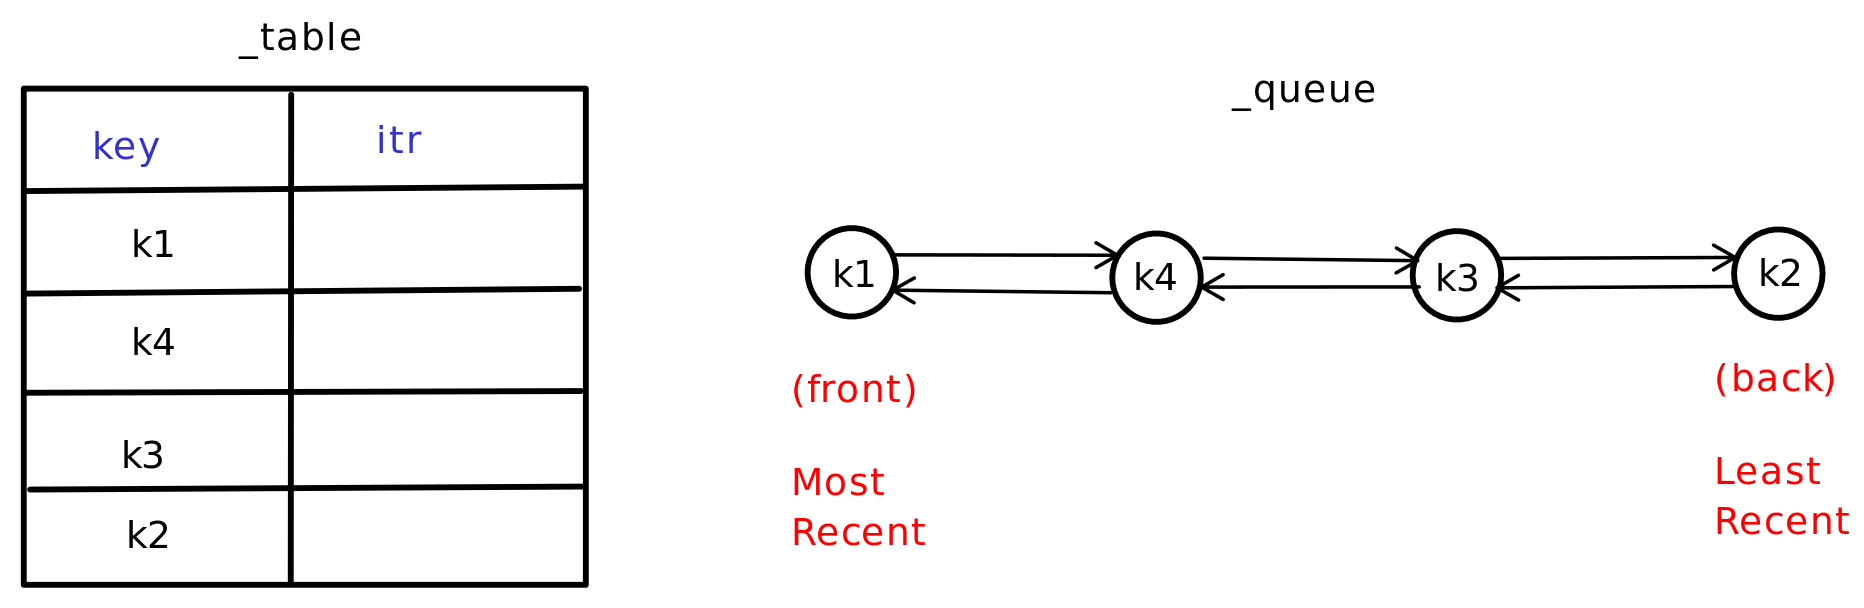 _table
key
itr
k1
k4
k3
k2
_queue
k1
k4
k3
k2
(front)
Most
Recent
(back)
Least
Recent